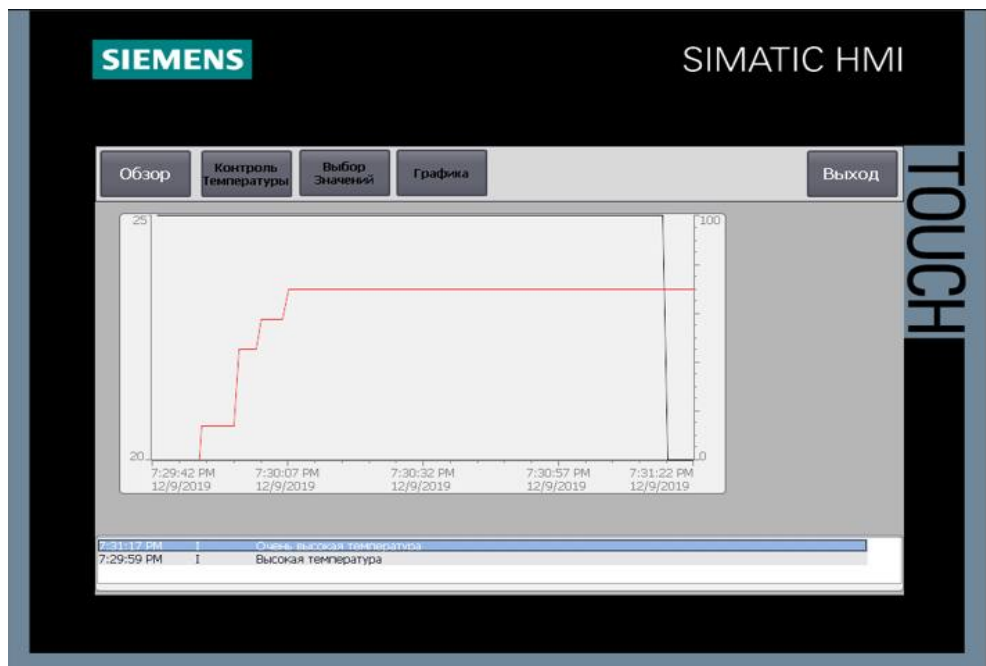 SIEMENS
SIMATIC HMI
TOUCH
Обзор
Контроль
Температуры
Выбор
Значений
Графика
Выход
25
100
20
0
7:29:42 PM
12/9/2019
7:30:07 PM
12/9/2019
7:30:32 PM
12/9/2019
7:30:57 PM
12/9/2019
7:31:22 PM
12/9/2019
7:31:17 PM I Очень высокая температура
7:29:59 PM I Высокая температура